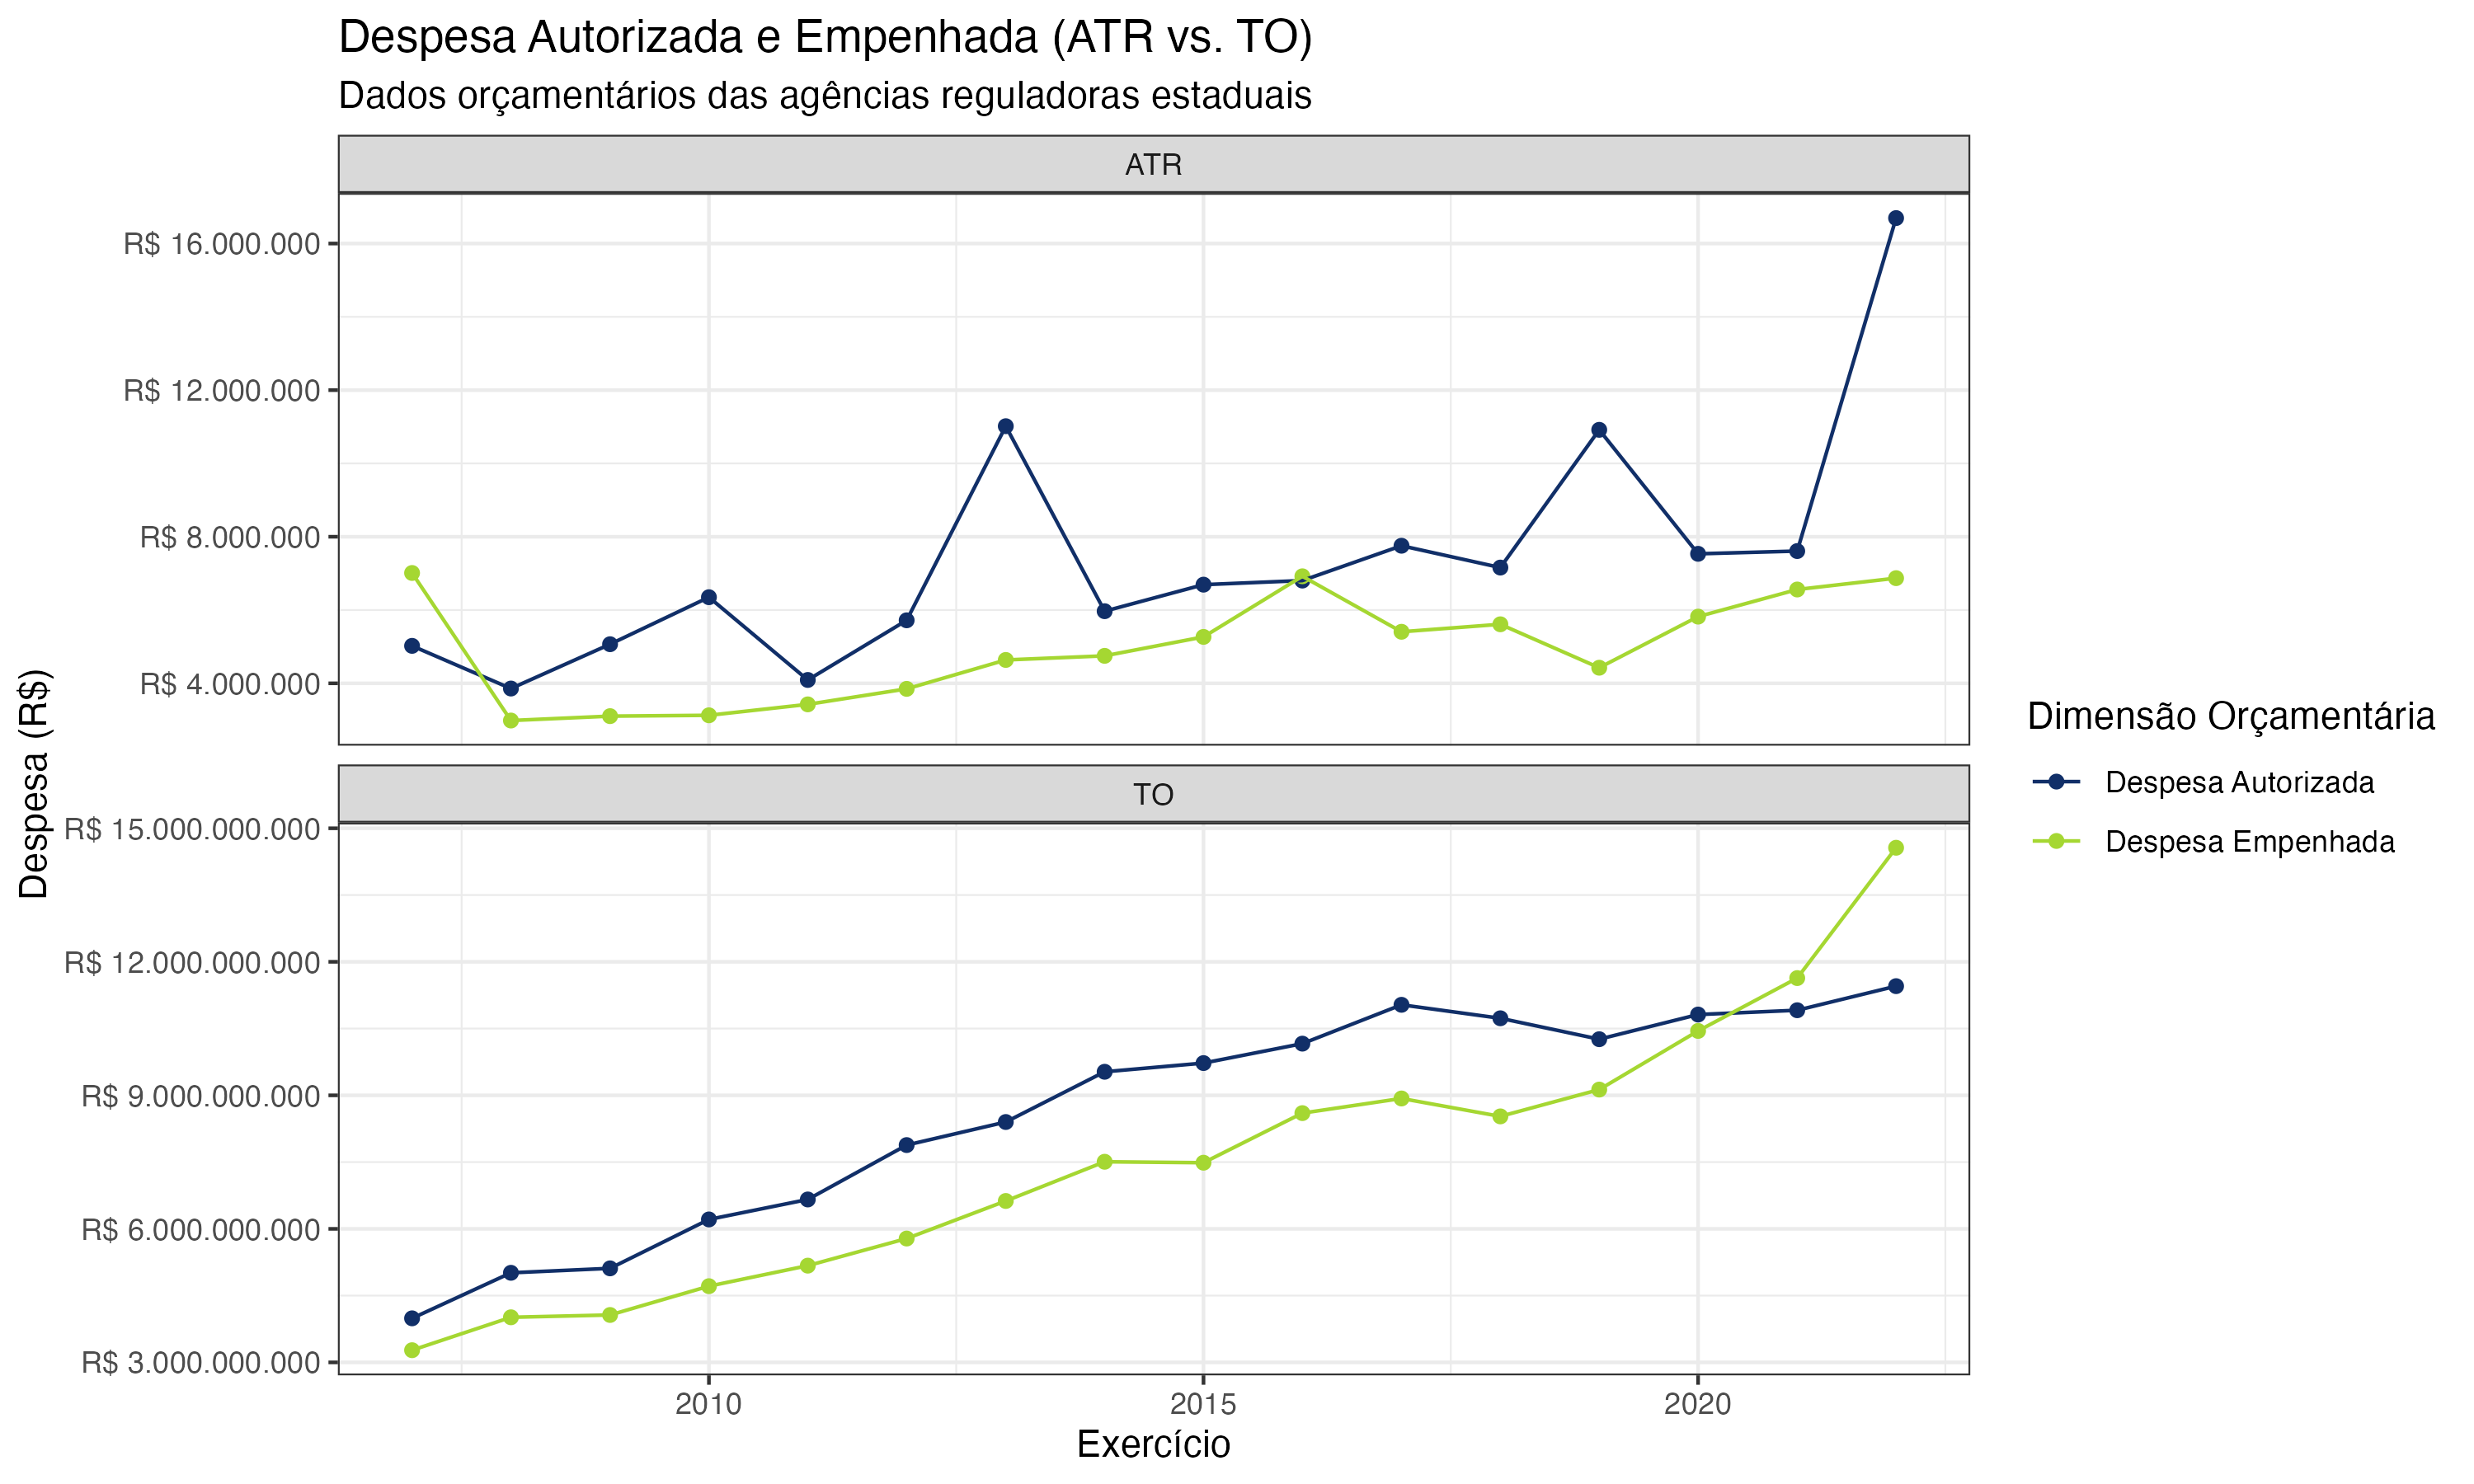 Despesa Autorizada e Empenhada (ATR vs. TO)
Dados orçamentários das agências reguladoras estaduais
ATR
R$ 16.000.000
R$ 12.000.000
R$ 8.000.000
R$ 4.000.000
TO
R$ 15.000.000.000
R$ 12.000.000.000
R$ 9.000.000.000
R$ 6.000.000.000
R$ 3.000.000.000
2010 2015 2020
Exercício
Despesa (R$)
Dimensão Orçamentária
Despesa Autorizada
Despesa Empenhada